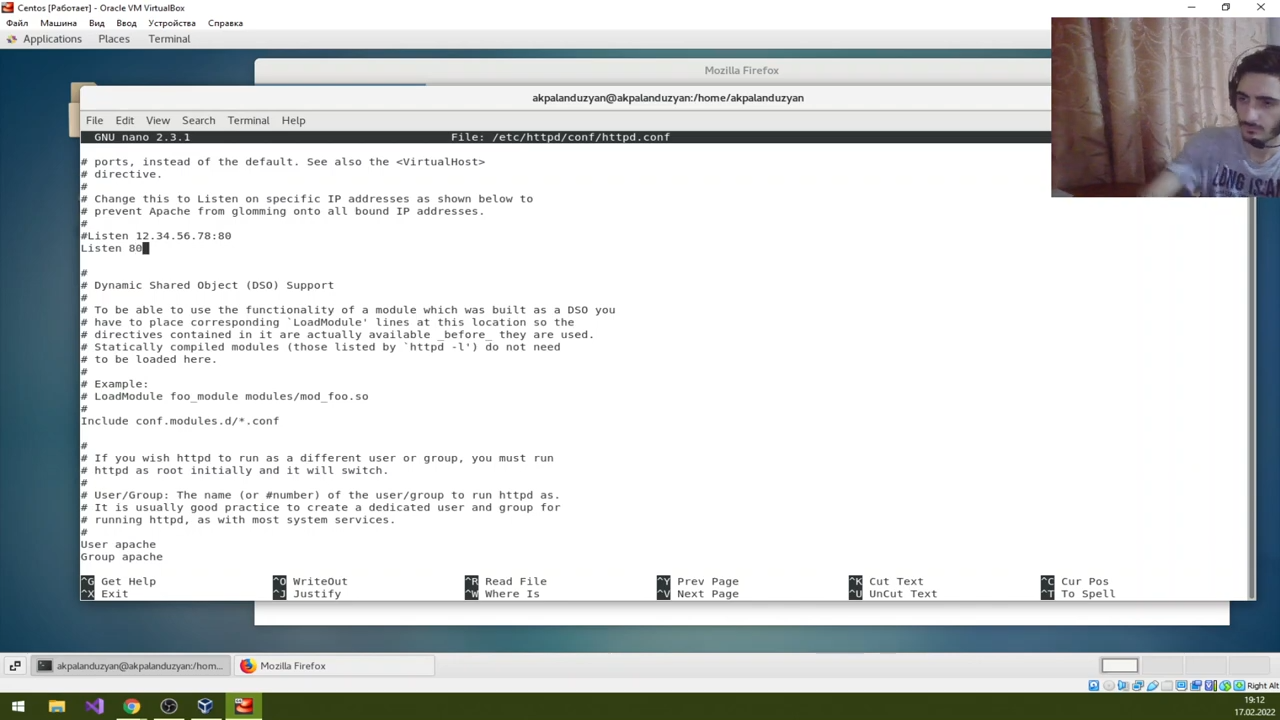 Centos [Работает] - Oracle VM VirtualBox
Файл Машина Вид Ввод Устройства Справка
Applications Places Terminal
Mozilla Firefox
akpalanduzyan@akpalanduzyan:/home/akpalanduzyan
File Edit View Search Terminal Help
GNU nano 2.3.1 File: /etc/httpd/conf/httpd.conf
# ports, instead of the default. See also the <VirtualHost>
# directive.
#
# Change this to Listen on specific IP addresses as shown below to
# prevent Apache from glomming onto all bound IP addresses.
#
#Listen 12.34.56.78:80
Listen 80
#
# Dynamic Shared Object (DSO) Support
#
# To be able to use the functionality of a module which was built as a DSO you
# have to place corresponding `LoadModule' lines at this location so the
# directives contained in it are actually available _before_ they are used.
# Statically compiled modules (those listed by `httpd -l') do not need
# to be loaded here.
#
# Example:
# LoadModule foo_module modules/mod_foo.so
#
Include conf.modules.d/*.conf
#
# If you wish httpd to run as a different user or group, you must run
# httpd as root initially and it will switch.
#
# User/Group: The name (or #number) of the user/group to run httpd as.
# It is usually good practice to create a dedicated user and group for
# running httpd, as with most system services.
#
User apache
Group apache
^G Get Help ^O WriteOut ^R Read File ^Y Prev Page ^K Cut Text ^C Cur Pos
^X Exit ^J Justify ^W Where Is ^V Next Page ^U UnCut Text ^T To Spell
akpalanduzyan@akpalanduzyan:/hom... Mozilla Firefox
Right Alt
19:12
17.02.2022
LONG ISLA